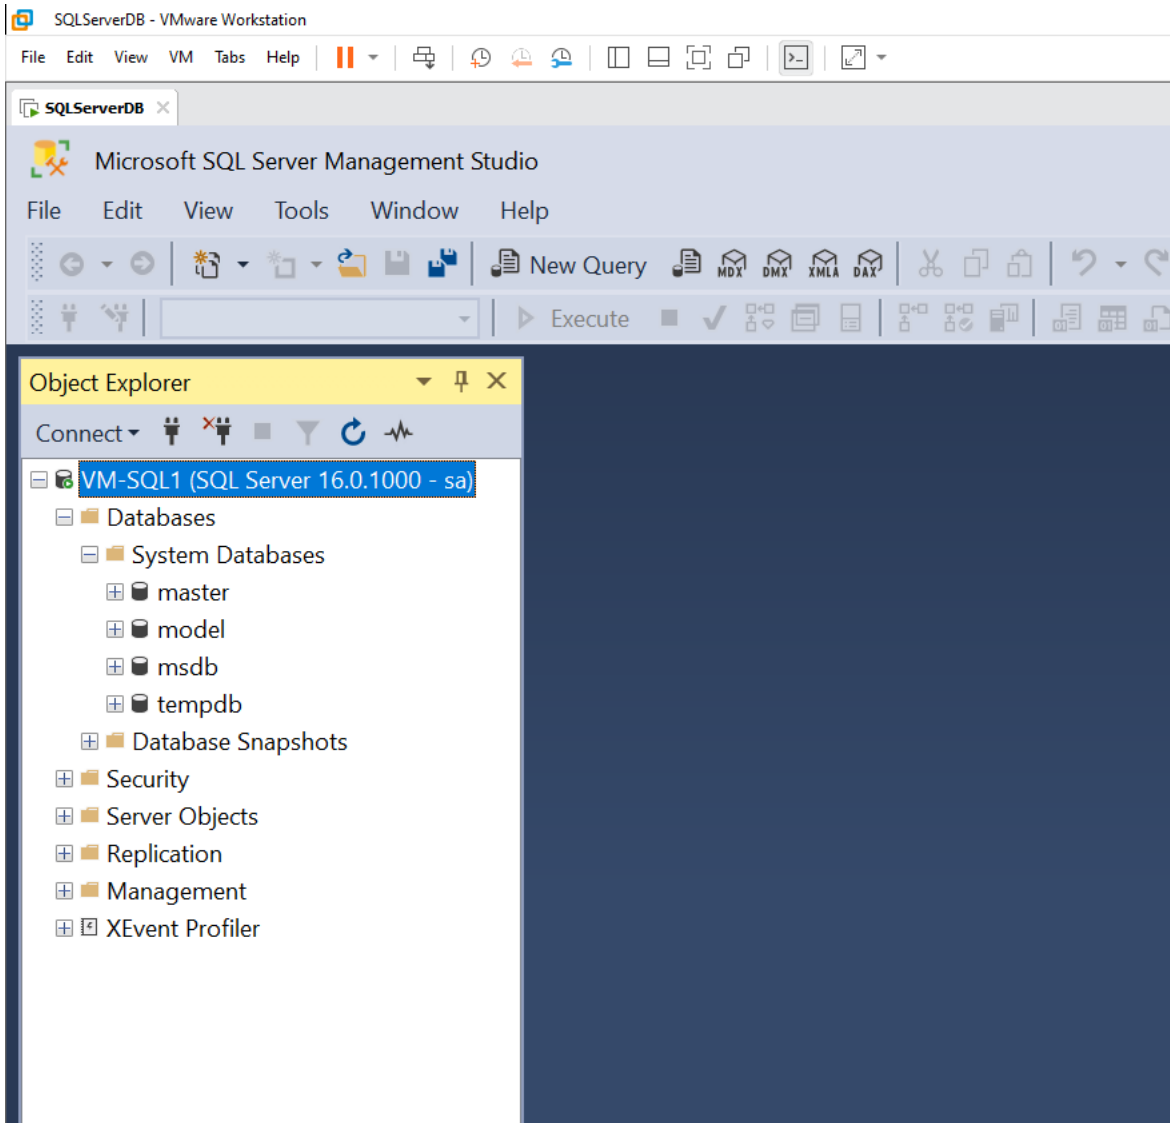 SQLServerDB - VMware Workstation
File Edit View VM Tabs Help
SQLServerDB
Microsoft SQL Server Management Studio
File Edit View Tools Window Help
New Query MDX DMX XMLA DAX
Execute
Object Explorer
Connect
VM-SQL1 (SQL Server 16.0.1000 - sa)
Databases
System Databases
master
model
msdb
tempdb
Database Snapshots
Security
Server Objects
Replication
Management
XEvent Profiler